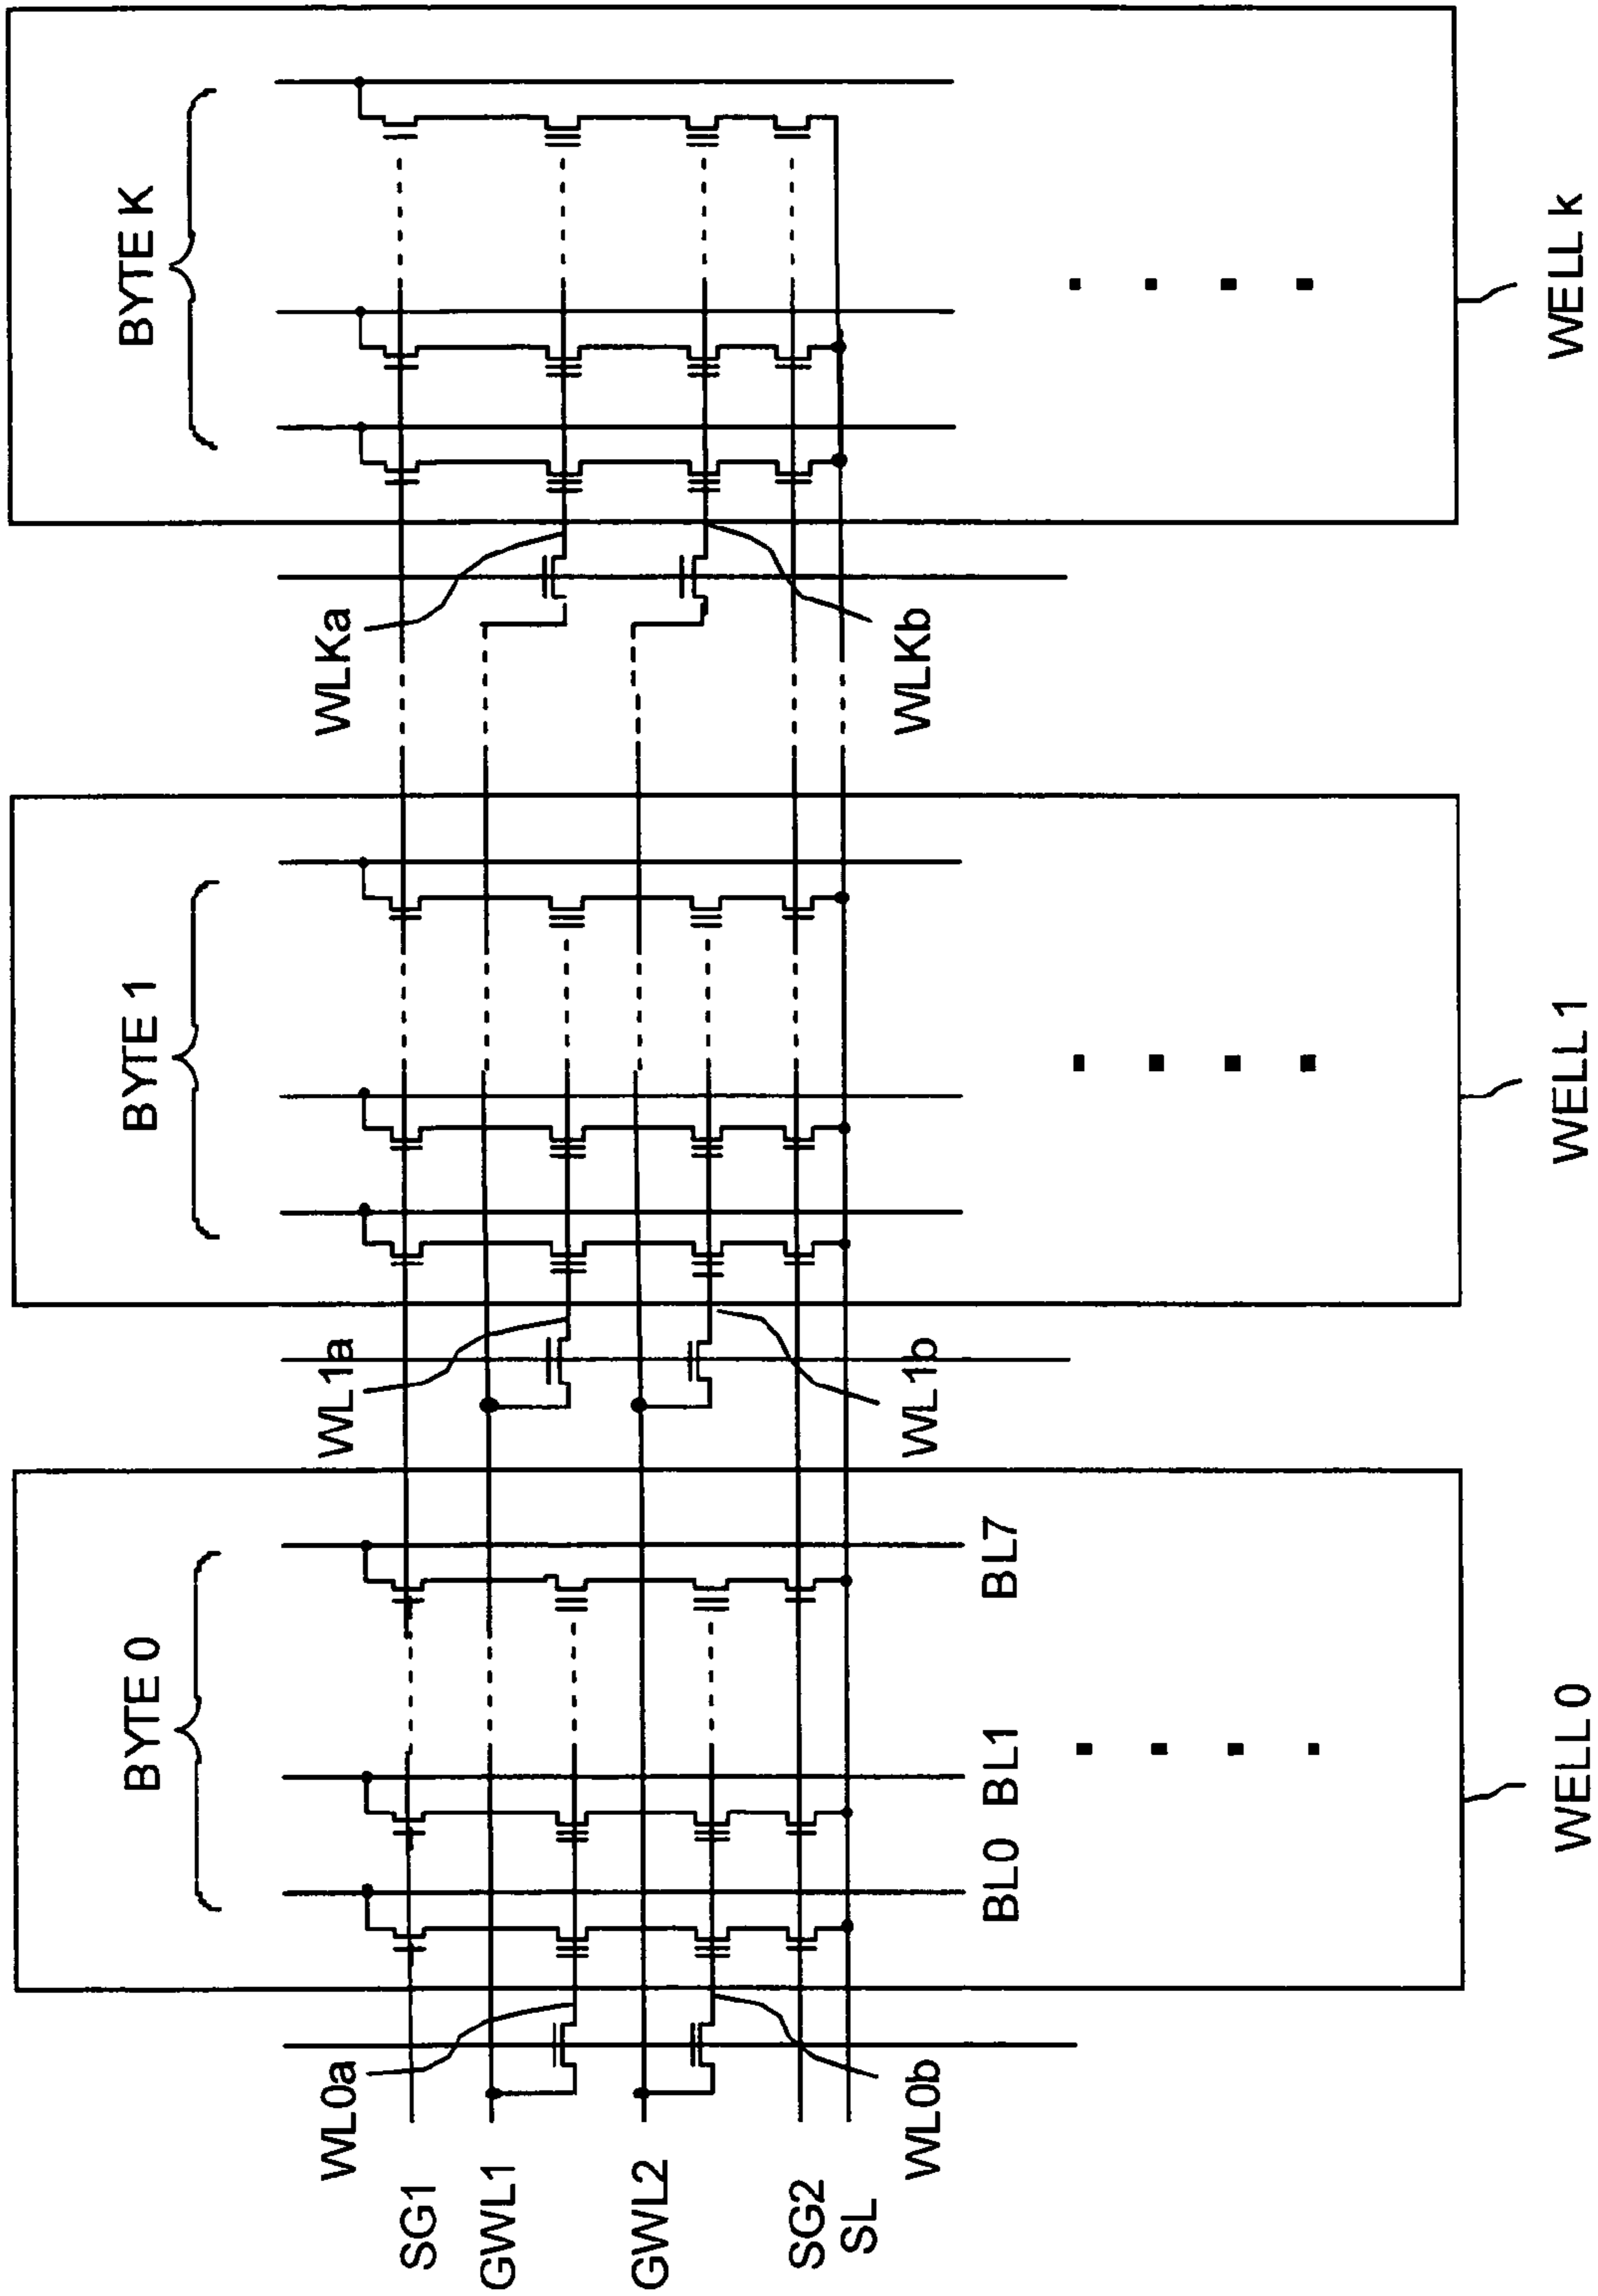 BYTE 0
BYTE 1
BYTE K
WL0a
WL1a
WLKa
SG1
GWL1
GWL2
SG2
SL
WL0b
WL1b
WLKb
BL0
BL1
BL7
WELL 0
WELL 1
WELL k